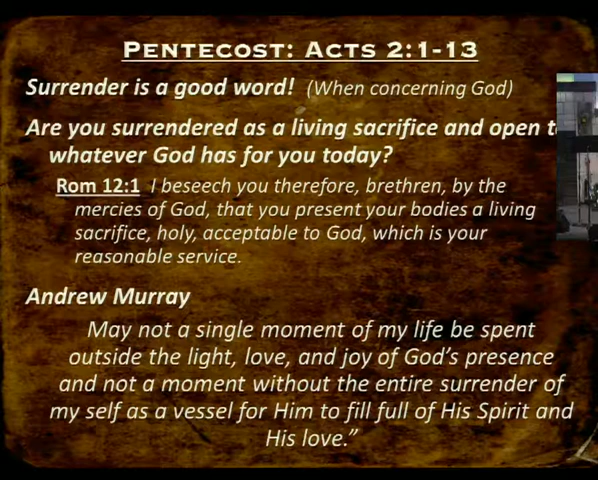 PENTECOST: ACTS 2:1-13
Surrender is a good word! (When concerning God)
Are you surrendered as a living sacrifice and open t
whatever God has for you today?
Rom 12:1 I beseech you therefore, brethren, by the
mercies of God, that you present your bodies a living
sacrifice, holy, acceptable to God, which is your
reasonable service.
Andrew Murray
May not a single moment of my life be spent
outside the light, love, and joy of God's presence
and not a moment without the entire surrender of
my self as a vessel for Him to fill full of His Spirit and
His love."